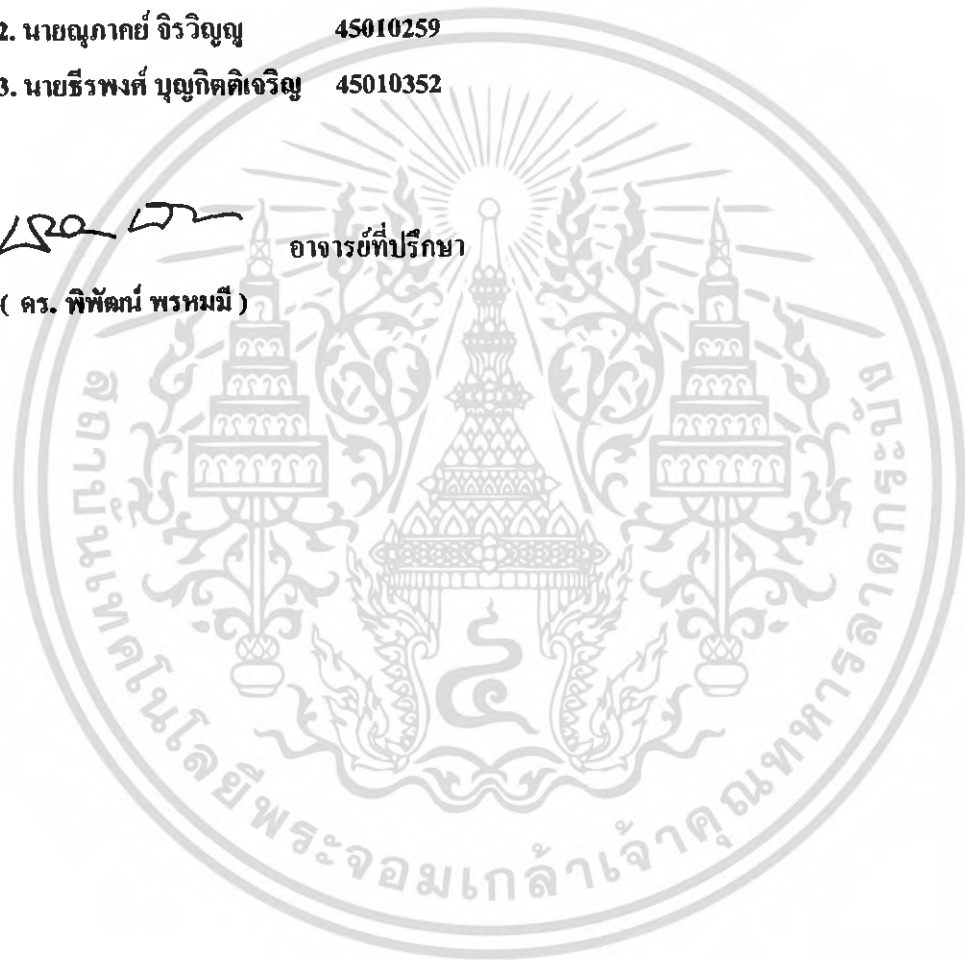 2. นายณุภาคย์ จิรวิญญู 45010259
3. นายธีรพงศ์ บุญกิตติเจริญ 45010352
อาจารย์ที่ปรึกษา
( ดร. พิพัฒน์ พรหมมี )
สถาบันเทคโนโลยีพระจอมเกล้าเจ้าคุณทหารลาดกระบัง